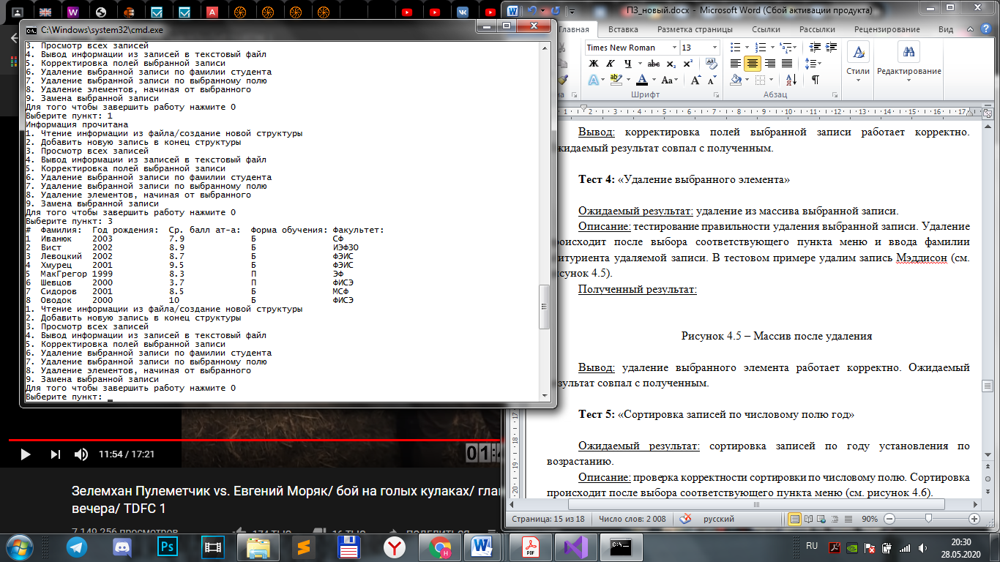 C:\Windows\system32\cmd.exe
3. Просмотр всех записей
4. Вывод информации из записей в текстовый файл
5. Корректировка полей выбранной записи
6. Удаление выбранной записи по фамилии студента
7. Удаление выбранной записи по выбранному полю
8. Удаление элементов, начиная от выбранного
9. Замена выбранной записи
Для того чтобы завершить работу нажмите 0
Выберите пункт: 1
Информация прочитана
1. Чтение информации из файла/создание новой структуры
2. Добавить новую запись в конец структуры
3. Просмотр всех записей
4. Вывод информации из записей в текстовый файл
5. Корректировка полей выбранной записи
6. Удаление выбранной записи по фамилии студента
7. Удаление выбранной записи по выбранному полю
8. Удаление элементов, начиная от выбранного
9. Замена выбранной записи
Для того чтобы завершить работу нажмите 0
Выберите пункт: 3
# Фамилия: Год рождения: Ср. балл ат-а: Форма обучения: Факультет:
1 Иванюк 2003 7.9 Б СФ
2 Вист 2002 8.9 Б ИЭФЗО
3 Левоцкий 2002 8.7 Б ФЭИС
4 Хмурец 2001 9.5 Б ФЭИС
5 МакГрегор 1999 8.3 П ЭФ
6 Шевцов 2000 3.7 П ФИСЭ
7 Сидоров 2001 8.5 Б МСФ
8 Оводок 2000 10 Б ФИСЭ
1. Чтение информации из файла/создание новой структуры
2. Добавить новую запись в конец структуры
3. Просмотр всех записей
4. Вывод информации из записей в текстовый файл
5. Корректировка полей выбранной записи
6. Удаление выбранной записи по фамилии студента
7. Удаление выбранной записи по выбранному полю
8. Удаление элементов, начиная от выбранного
9. Замена выбранной записи
Для того чтобы завершить работу нажмите 0
Выберите пункт:
11:54 / 17:21
Зелемхан Пулеметчик vs. Евгений Моряк/ бой на голых кулаках/ гла
вечера/ TDFC 1
7 149 256 просмотров
174 ТЫС.
16 ТЫС.
ПОДЕЛИТЬСЯ
ПЗ_новый.docx - Microsoft Word (Сбой активации продукта)
Главная Вставка Разметка страницы Ссылки Рассылки Рецензирование Вид
Times New Roman 13
Ж К Ч abc x₂ x²
Стили
Редактирование
Шрифт
Абзац
1 2 3 4 5 6 7 8 9 10 11 12 13 14 15 16 17
Вывод: корректировка полей выбранной записи работает корректно.
жидаемый результат совпал с полученным.
Тест 4: «Удаление выбранного элемента»
Ожидаемый результат: удаление из массива выбранной записи.
Описание: тестирование правильности удаления выбранной записи. Удаление
оисходит после выбора соответствующего пункта меню и ввода фамилии
итуриента удаляемой записи. В тестовом примере удалим запись Мэддисон (см.
сунок 4.5).
Полученный результат:
Рисунок 4.5 – Массив после удаления
Вывод: удаление выбранного элемента работает корректно. Ожидаемый
зультат совпал с полученным.
Тест 5: «Сортировка записей по числовому полю год»
Ожидаемый результат: сортировка записей по году установления по
возрастанию.
Описание: проверка корректности сортировки по числовому полю. Сортировка
происходит после выбора соответствующего пункта меню (см. рисунок 4.6).
Страница: 15 из 18 Число слов: 2 008 русский 90%
RU
20:30
28.05.2020